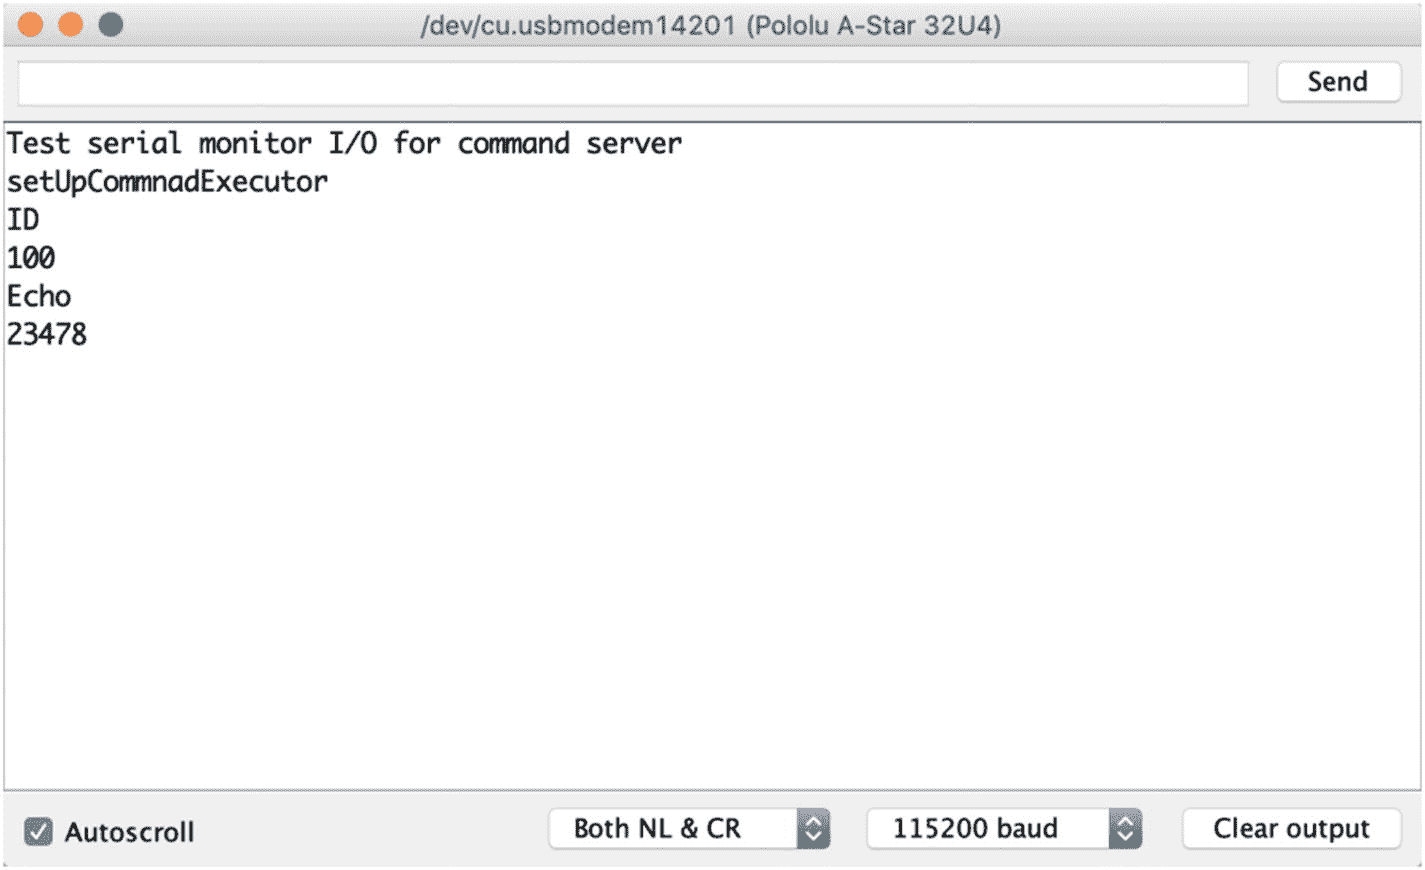 /dev/cu.usbmodem14201 (Pololu A-Star 32U4)
Send
Test serial monitor I/O for command server
setUpCommnadExecutor
ID
100
Echo
23478
Autoscroll
Both NL & CR
115200 baud
Clear output